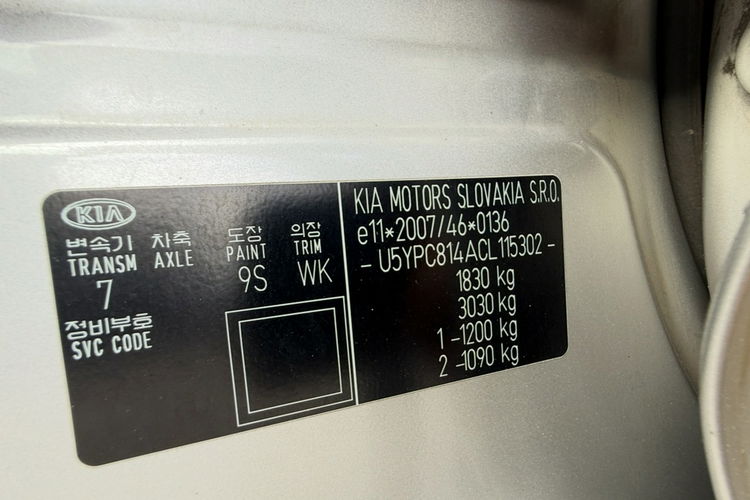 KIA
변속기 차축 도장 의장
TRANSM AXLE PAINT TRIM
7 9S WK
정비부호
SVC CODE
KIA MOTORS SLOVAKIA S.R.O.
e11*2007/46*0136
- U5YPC814ACL115302 -
1830 kg
3030 kg
1 -1200 kg
2 -1090 kg